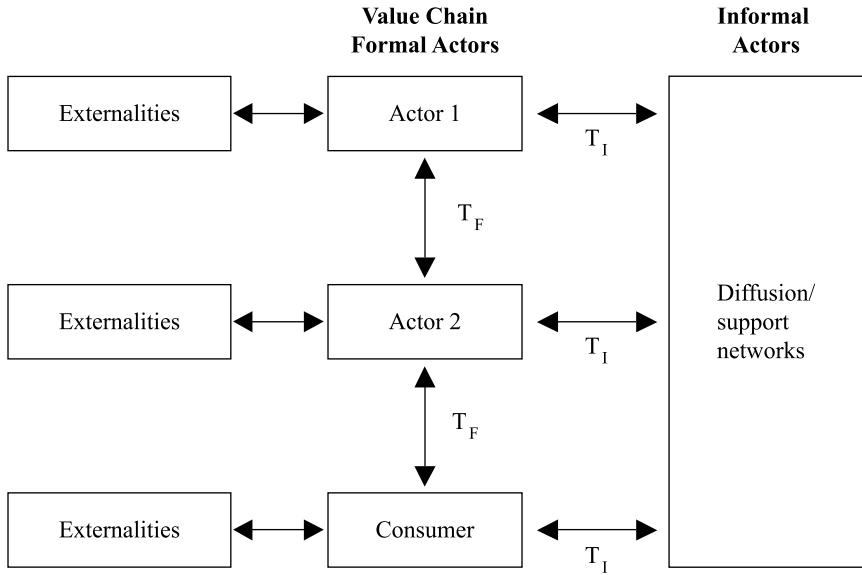 Value Chain
Formal Actors
Informal
Actors
Externalities
Actor 1
T_I
T_F
Externalities
Actor 2
Diffusion/
support
networks
T_I
T_F
Externalities
Consumer
T_I